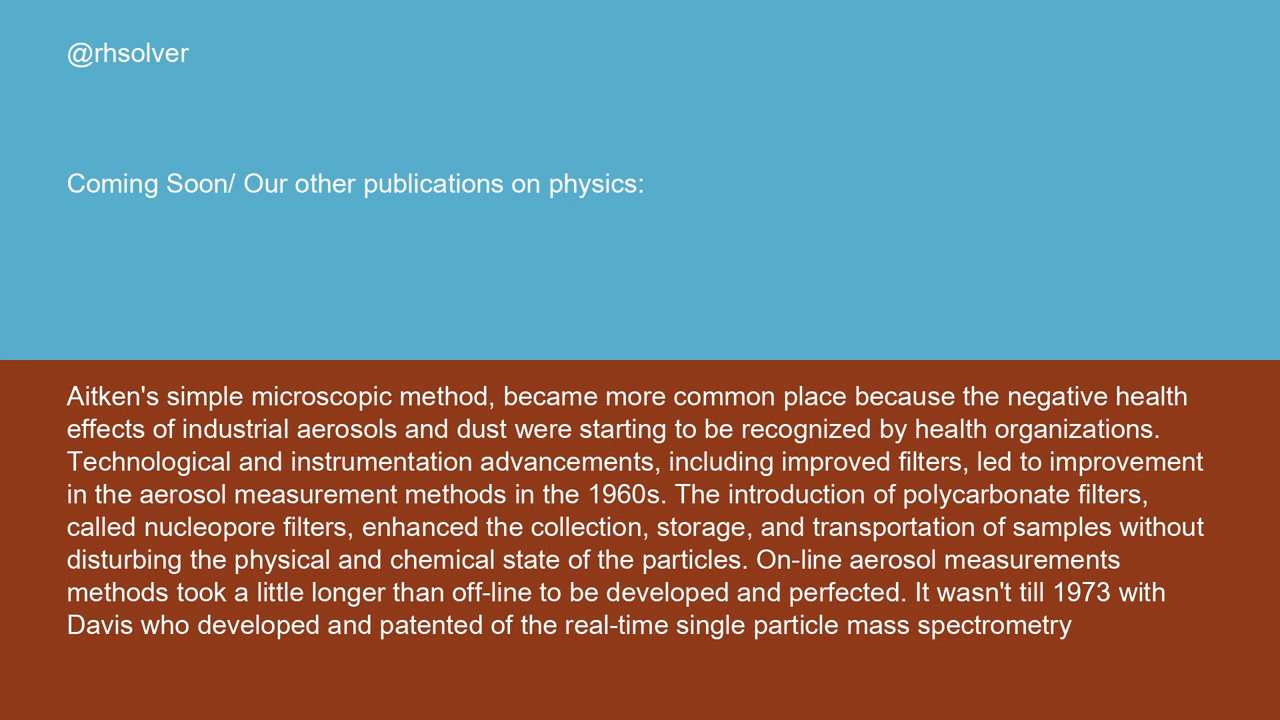 @rhsolver
Coming Soon/ Our other publications on physics:
Aitken's simple microscopic method, became more common place because the negative health
effects of industrial aerosols and dust were starting to be recognized by health organizations.
Technological and instrumentation advancements, including improved filters, led to improvement
in the aerosol measurement methods in the 1960s. The introduction of polycarbonate filters,
called nucleopore filters, enhanced the collection, storage, and transportation of samples without
disturbing the physical and chemical state of the particles. On-line aerosol measurements
methods took a little longer than off-line to be developed and perfected. It wasn't till 1973 with
Davis who developed and patented of the real-time single particle mass spectrometry